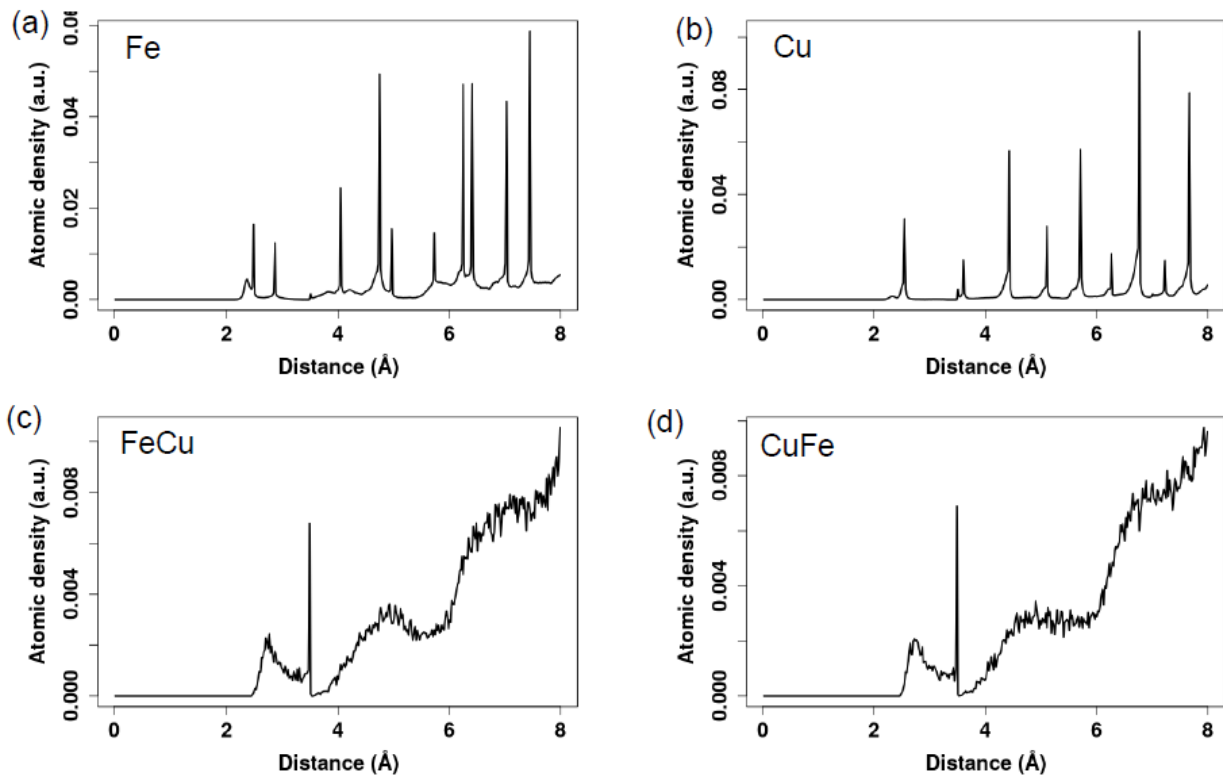 (a)
Fe
Atomic density (a.u.)
0.00
0.02
0.04
0 2 4 6 8
Distance (Å)
(b)
Cu
Atomic density (a.u.)
0.00
0.04
0.08
0 2 4 6 8
Distance (Å)
(c)
FeCu
Atomic density (a.u.)
0.000
0.004
0.008
0 2 4 6 8
Distance (Å)
(d)
CuFe
Atomic density (a.u.)
0.000
0.004
0.008
0 2 4 6 8
Distance (Å)